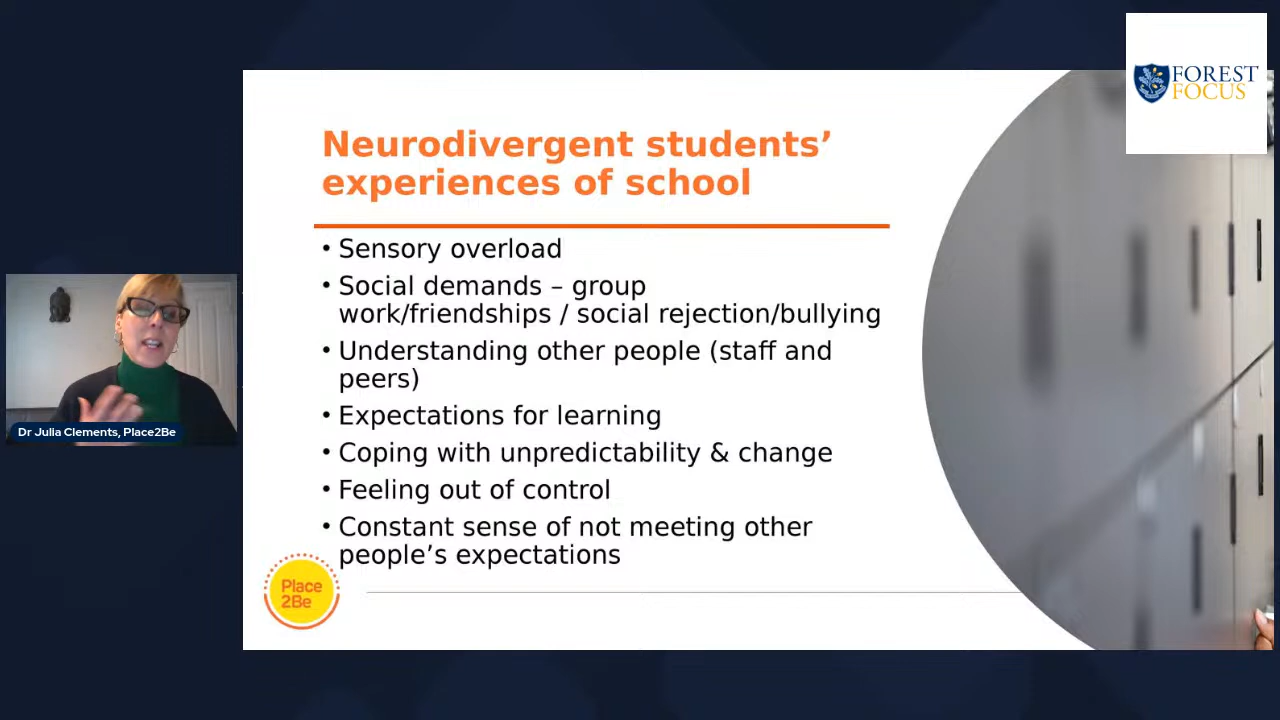 FOREST
FOCUS
Neurodivergent students’
experiences of school
• Sensory overload
• Social demands – group
work/friendships / social rejection/bullying
• Understanding other people (staff and
peers)
• Expectations for learning
• Coping with unpredictability & change
• Feeling out of control
• Constant sense of not meeting other
people’s expectations
Dr Julia Clements, Place2Be
Place
2Be